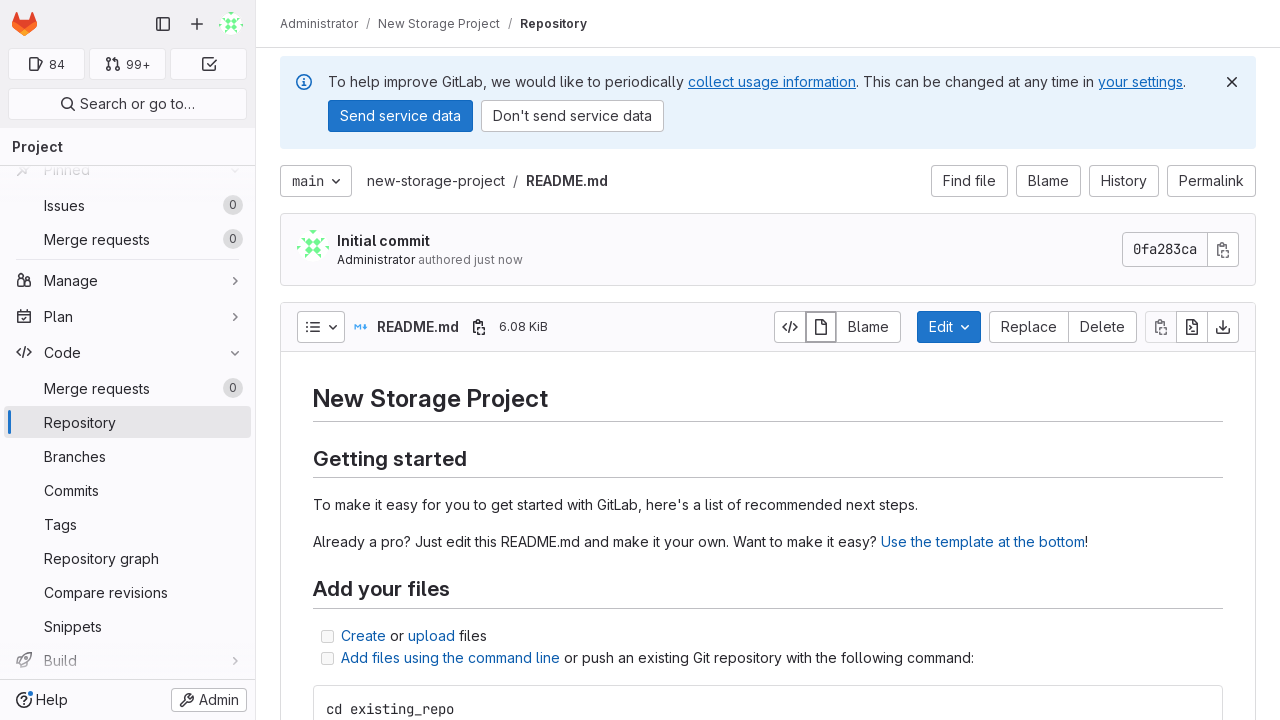 Administrator / New Storage Project / Repository
84
99+
Search or go to…
Project
Pinned
Issues 0
Merge requests 0
Manage
Plan
Code
Merge requests 0
Repository
Branches
Commits
Tags
Repository graph
Compare revisions
Snippets
Build
Help
Admin
To help improve GitLab, we would like to periodically collect usage information. This can be changed at any time in your settings.
Send service data
Don't send service data
main
new-storage-project / README.md
Find file
Blame
History
Permalink
Initial commit
Administrator authored just now
0fa283ca
README.md
6.08 KiB
Blame
Edit
Replace
Delete
New Storage Project
Getting started
To make it easy for you to get started with GitLab, here's a list of recommended next steps.
Already a pro? Just edit this README.md and make it your own. Want to make it easy? Use the template at the bottom!
Add your files
Create or upload files
Add files using the command line or push an existing Git repository with the following command:
cd existing_repo